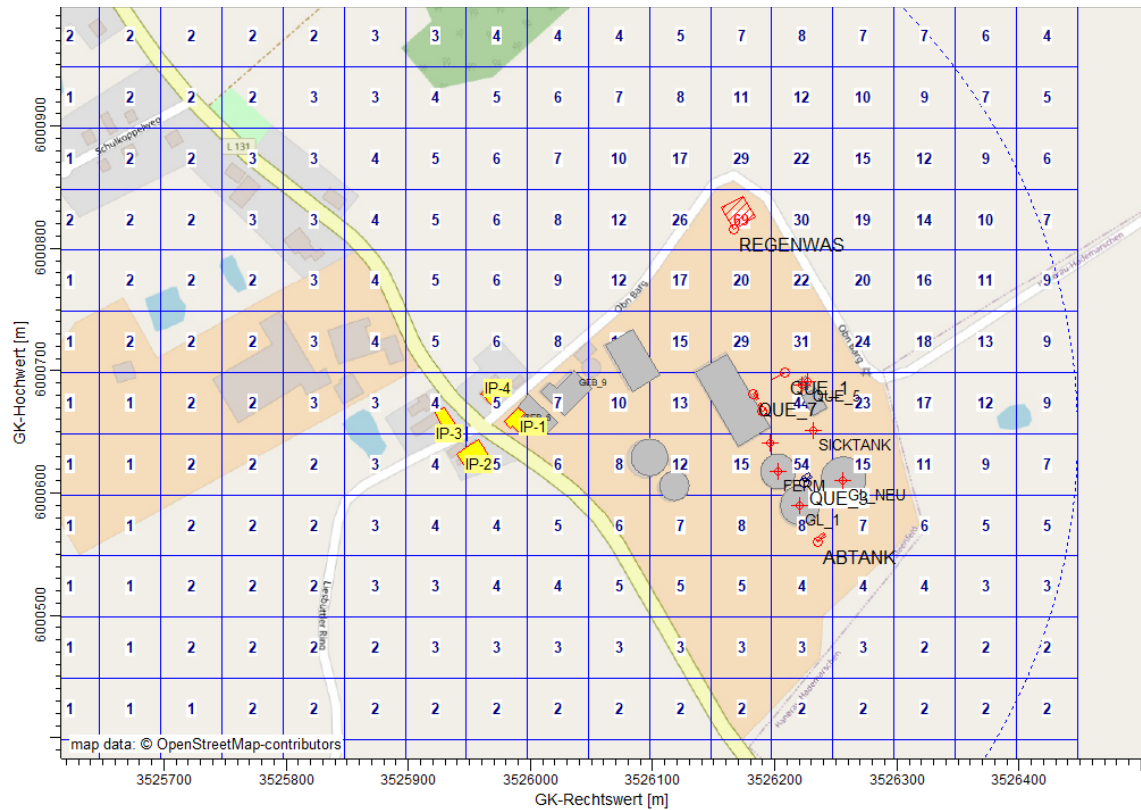 2 2 2 2 2 3 3 4 4 4 5 7 8 7 7 6 4
1 2 2 2 3 3 4 5 6 7 8 11 12 10 9 7 5
6000900
Schulkoppelweg
L 131
1 2 2 3 3 4 5 6 7 10 17 29 22 15 12 9 6
2 2 2 3 3 4 5 6 8 12 26 69 30 19 14 10 7
6000800
REGENWAS
1 2 2 2 3 4 5 6 9 12 17 20 22 20 16 11 9
Obn Barg
1 2 2 2 3 4 5 6 8 15 29 31 24 18 13 9
Obn Barg
6000700
GEB_9
IP-4
QUE_1
QUE_5
1 1 2 2 3 3 4 5 7 10 13 23 17 12 9
QUE_7
IP-1
IP-3
SICKTANK
1 1 2 2 2 3 4 5 6 8 12 15 54 15 11 9 7
IP-2
FERM
GL_NEU
6000600
GL_1
1 1 2 2 2 3 4 4 5 6 7 8 8 7 6 5 5
ABTANK
1 1 1 2 2 3 3 4 4 5 5 5 4 4 4 3 3
Liesbüttler Ring
6000500
1 1 2 2 2 2 3 3 3 3 3 3 3 3 2 2 2
1 1 1 2 2 2 2 2 2 2 2 2 2 2 2 2 2
map data: © OpenStreetMap-contributors
GK-Hochwert [m]
3525700 3525800 3525900 3526000 3526100 3526200 3526300 3526400
GK-Rechtswert [m]